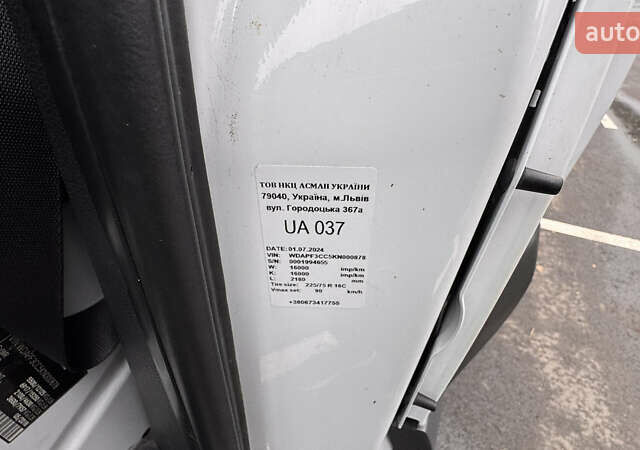 auto
ТОВ НКЦ АСМАП УКРАЇНИ
79040, Україна, м.Львів
вул. Городоцька 367а
UA 037
DATE: 01.07.2024
VIN: WDAPF3CC5KN000878
S/N: 0001994655
W: 16000 imp/km
K: 16000 imp/km
L: 2180 mm
Tire size: 225/75 R 16C
Vmax set: 90 km/h
+380673417755